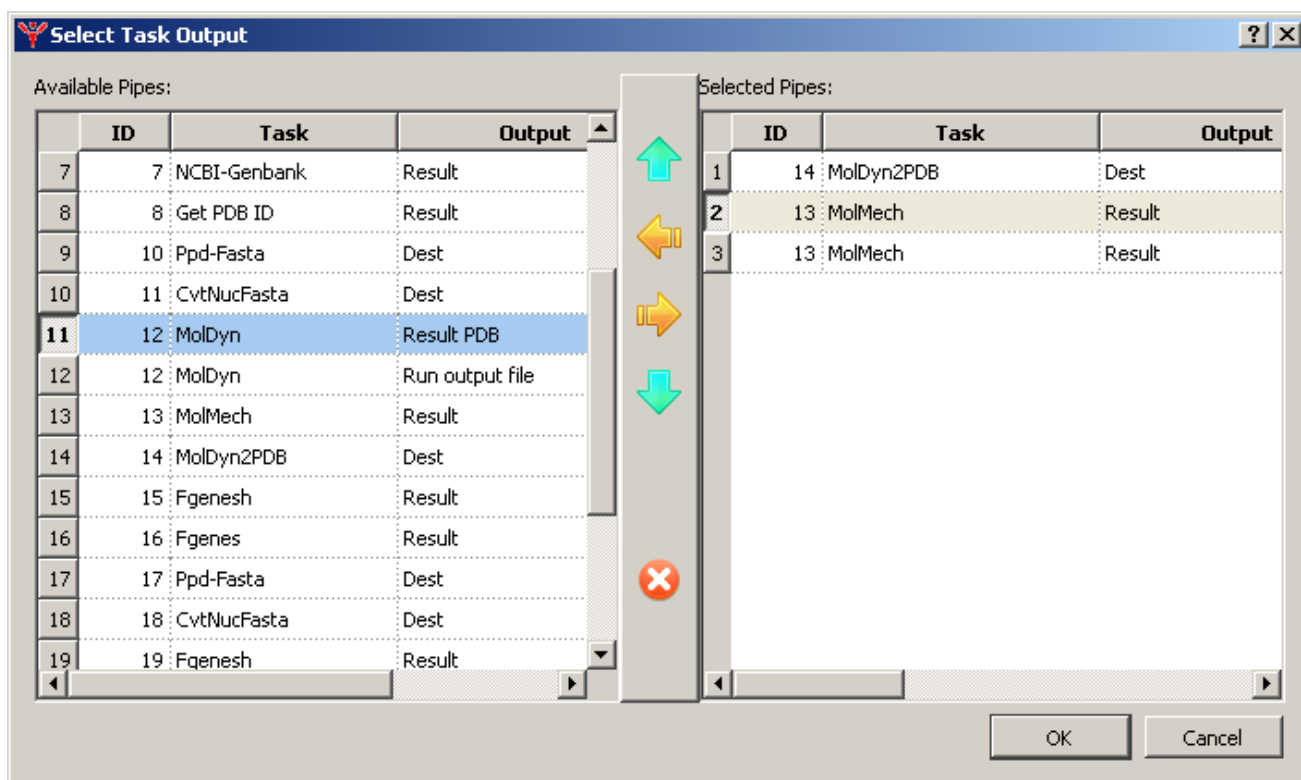 Select Task Output
Available Pipes:
ID Task Output
7 7 NCBI-Genbank Result
8 8 Get PDB ID Result
9 10 Ppd-Fasta Dest
10 11 CvtNucFasta Dest
11 12 MolDyn Result PDB
12 12 MolDyn Run output file
13 13 MolMech Result
14 14 MolDyn2PDB Dest
15 15 Fgenesh Result
16 16 Fgenes Result
17 17 Ppd-Fasta Dest
18 18 CvtNucFasta Dest
19 19 Fgenesh Result
Selected Pipes:
ID Task Output
1 14 MolDyn2PDB Dest
2 13 MolMech Result
3 13 MolMech Result
OK Cancel